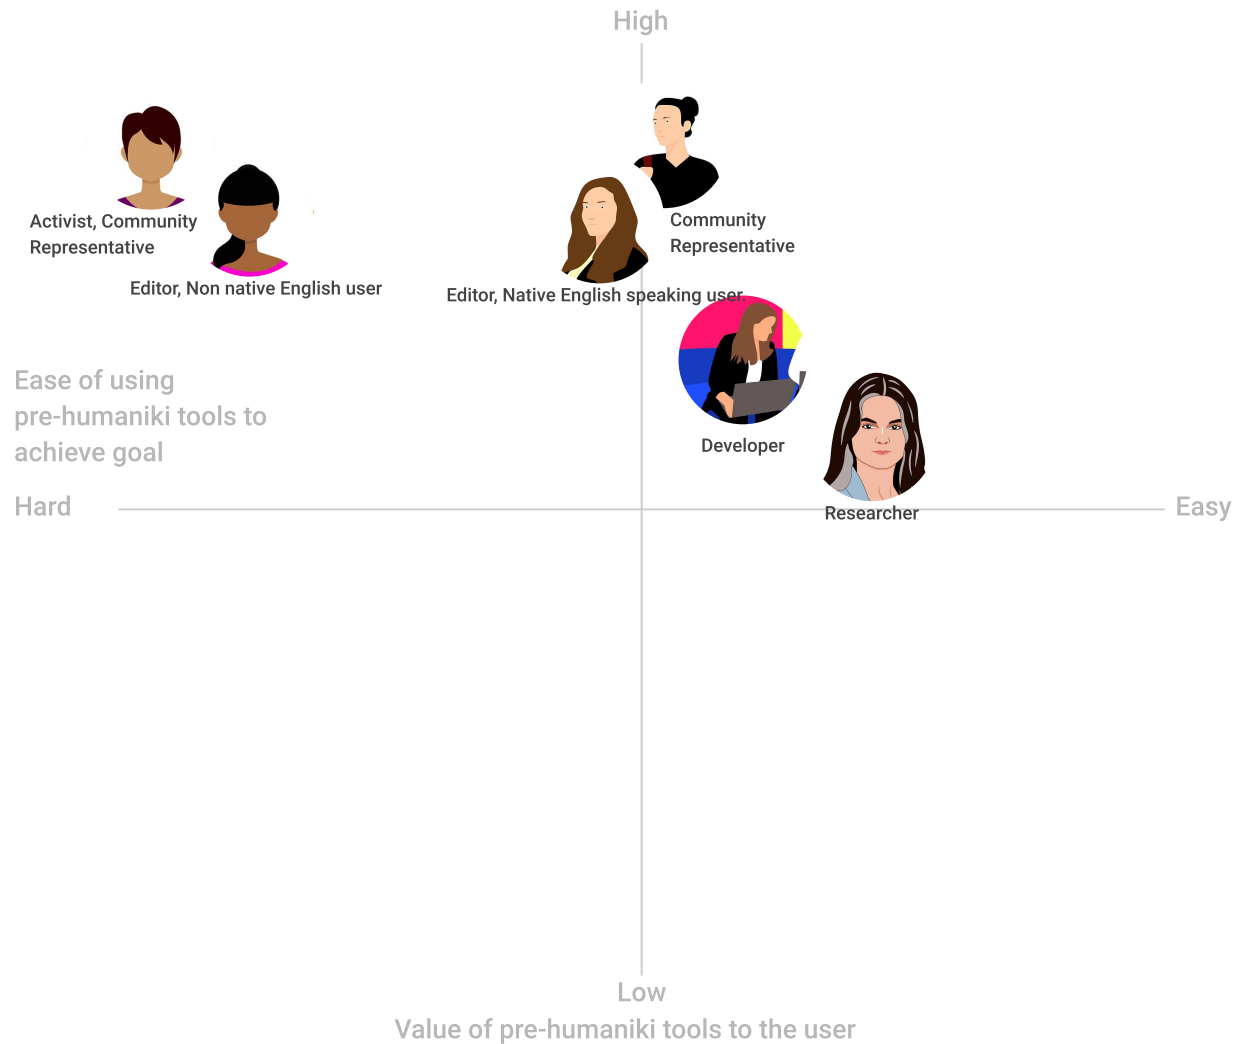 High
Activist, Community
Representative
Community
Representative
Editor, Non native English user
Editor, Native English speaking user.
Ease of using
pre-humaniki tools to
achieve goal
Developer
Hard
Easy
Researcher
Low
Value of pre-humaniki tools to the user